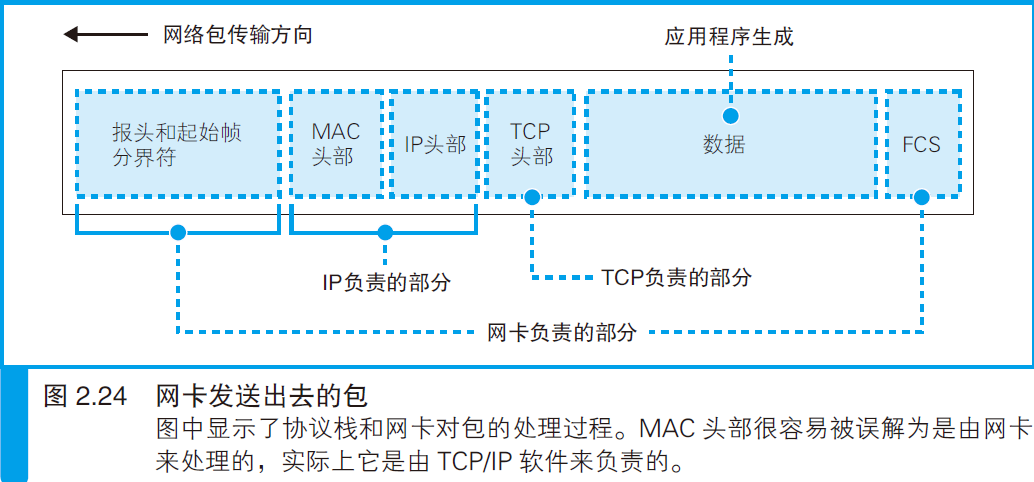 网络包传输方向
应用程序生成
报头和起始帧
分界符
MAC
头部
IP头部
TCP
头部
数据
FCS
IP负责的部分
TCP负责的部分
网卡负责的部分
图 2.24 网卡发送出去的包
图中显示了协议栈和网卡对包的处理过程。MAC 头部很容易被误解为是由网卡
来处理的，实际上它是由 TCP/IP 软件来负责的。